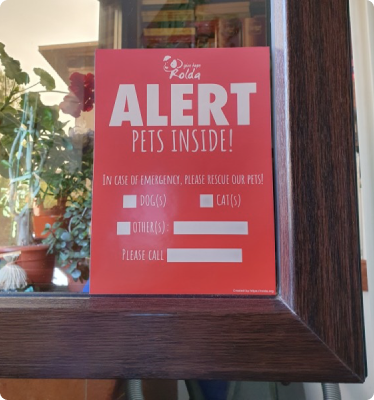 Rolda
ALERT
PETS INSIDE!
IN CASE OF EMERGENCY, PLEASE RESCUE OUR PETS!
DOG(S) CAT(S)
OTHER(S):
PLEASE CALL